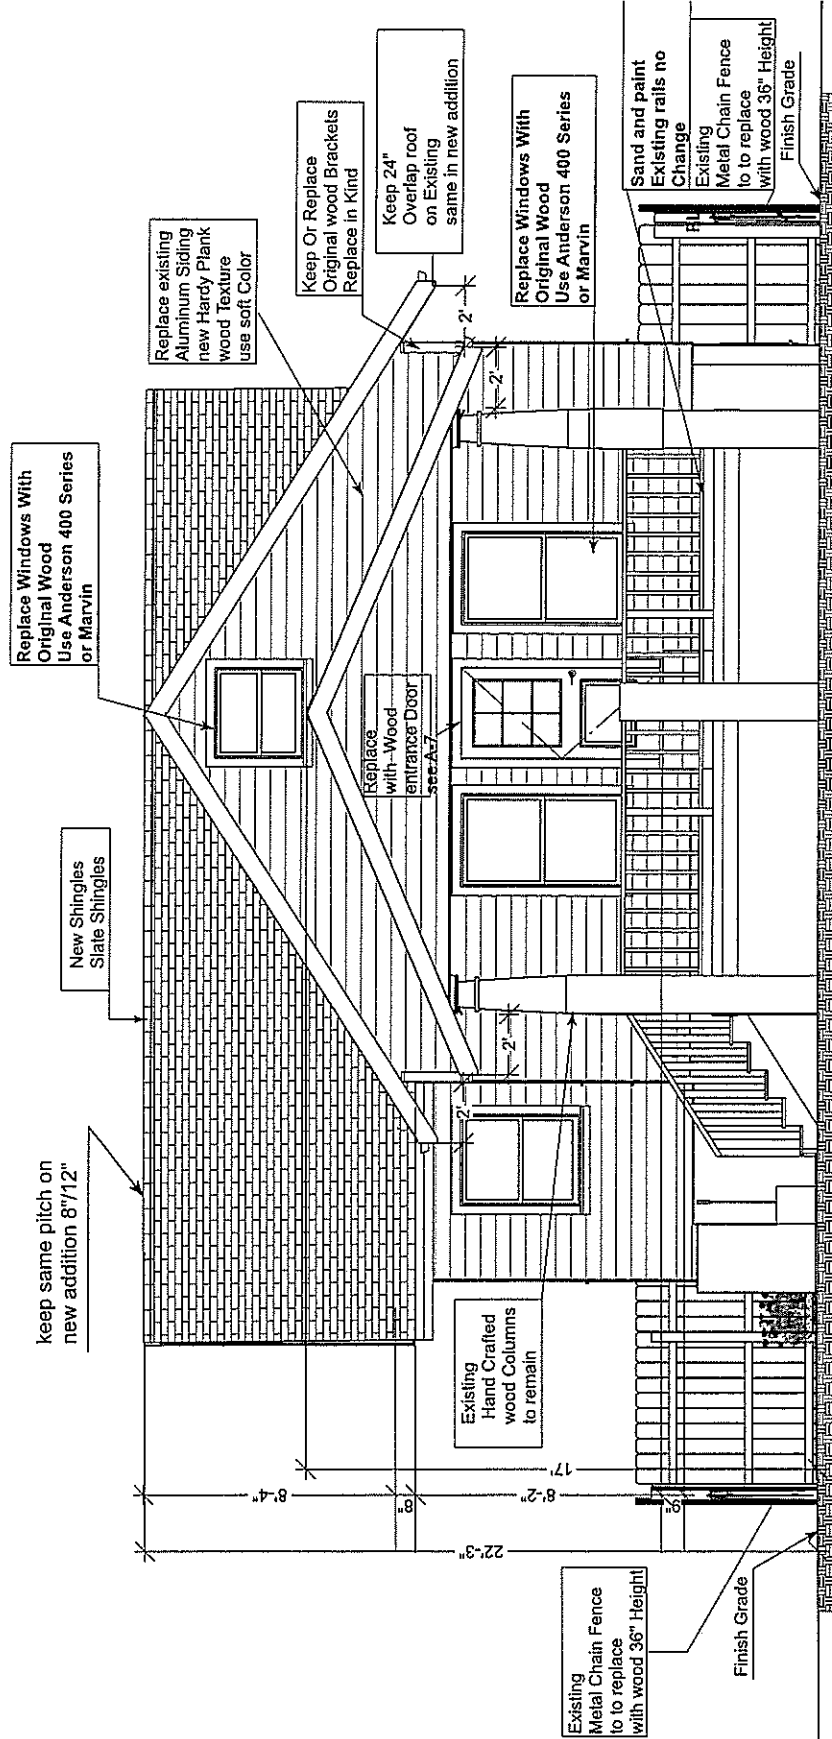 keep same pitch on
new addition 8"/12"
New Shingles
Slate Shingles
Replace Windows With
Original Wood
Use Anderson 400 Series
or Marvin
Replace existing
Aluminum Siding
new Hardy Plank
wood Texture
use soft Color
Keep Or Replace
Original wood Brackets
Replace in Kind
Keep 24"
Overlap roof
on Existing
same in new addition
Replace Windows With
Original Wood
Use Anderson 400 Series
or Marvin
Sand and paint
Existing rails no
Change
Existing
Metal Chain Fence
to to replace
with wood 36" Height
Finish Grade
Replace
with Wood
entrance Door
see A-7
Existing
Hand Crafted
wood Columns
to remain
2'
2'
2'
2'
22'-3"
8'-4"
8"
8'-2"
17'
Existing
Metal Chain Fence
to to replace
with wood 36" Height
Finish Grade